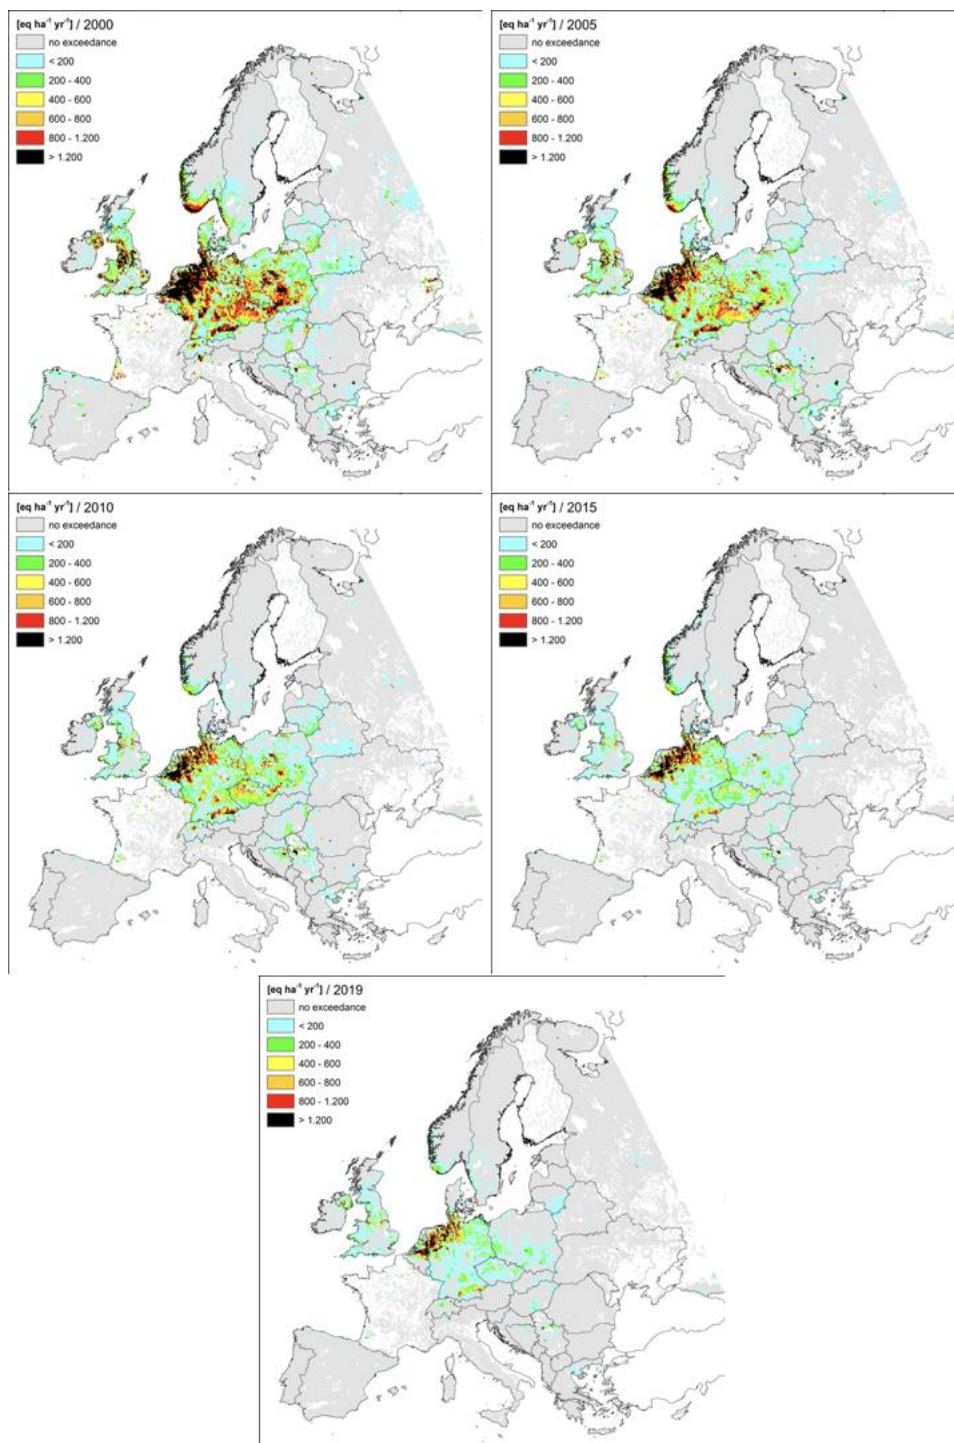 [eq ha⁻¹ yr⁻¹] / 2000
no exceedance
< 200
200 - 400
400 - 600
600 - 800
800 - 1.200
> 1.200
[eq ha⁻¹ yr⁻¹] / 2005
no exceedance
< 200
200 - 400
400 - 600
600 - 800
800 - 1.200
> 1.200
[eq ha⁻¹ yr⁻¹] / 2010
no exceedance
< 200
200 - 400
400 - 600
600 - 800
800 - 1.200
> 1.200
[eq ha⁻¹ yr⁻¹] / 2015
no exceedance
< 200
200 - 400
400 - 600
600 - 800
800 - 1.200
> 1.200
[eq ha⁻¹ yr⁻¹] / 2019
no exceedance
< 200
200 - 400
400 - 600
600 - 800
800 - 1.200
> 1.200